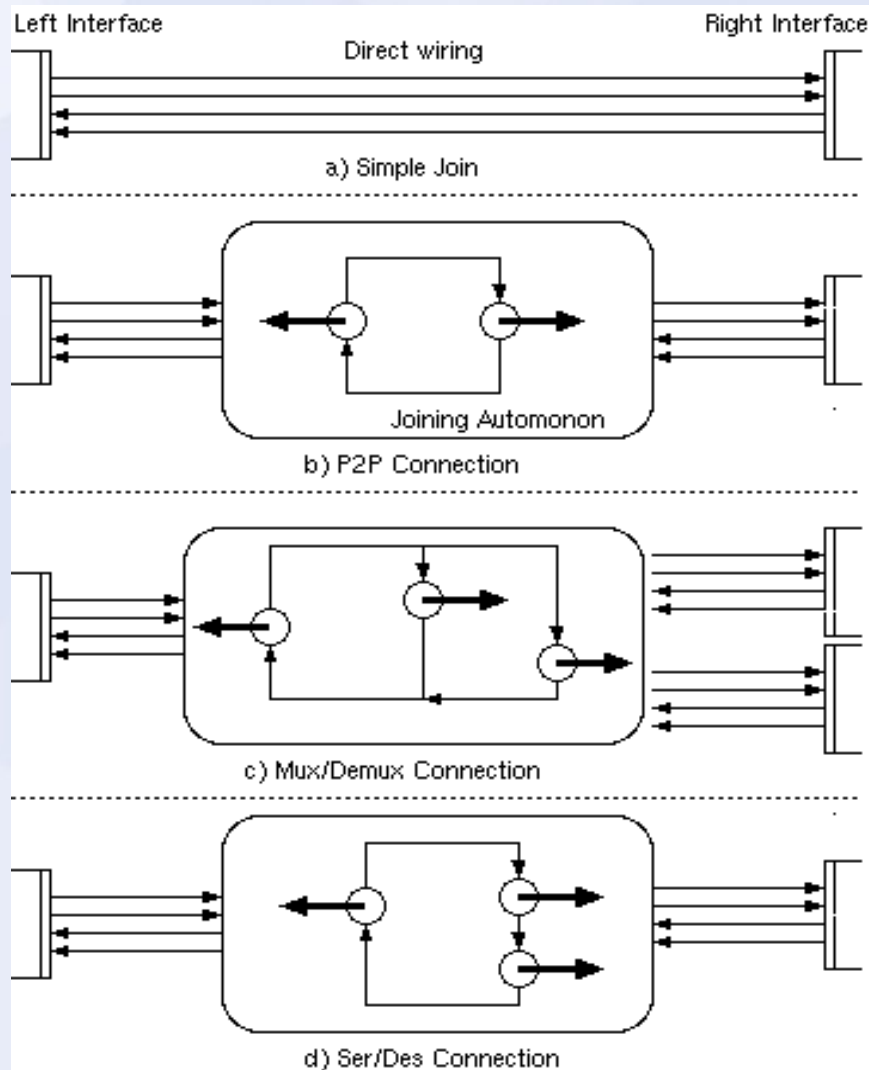 Left Interface
Right Interface
Direct wiring
a) Simple Join
Joining Automonon
b) P2P Connection
c) Mux/Demux Connection
d) Ser/Des Connection